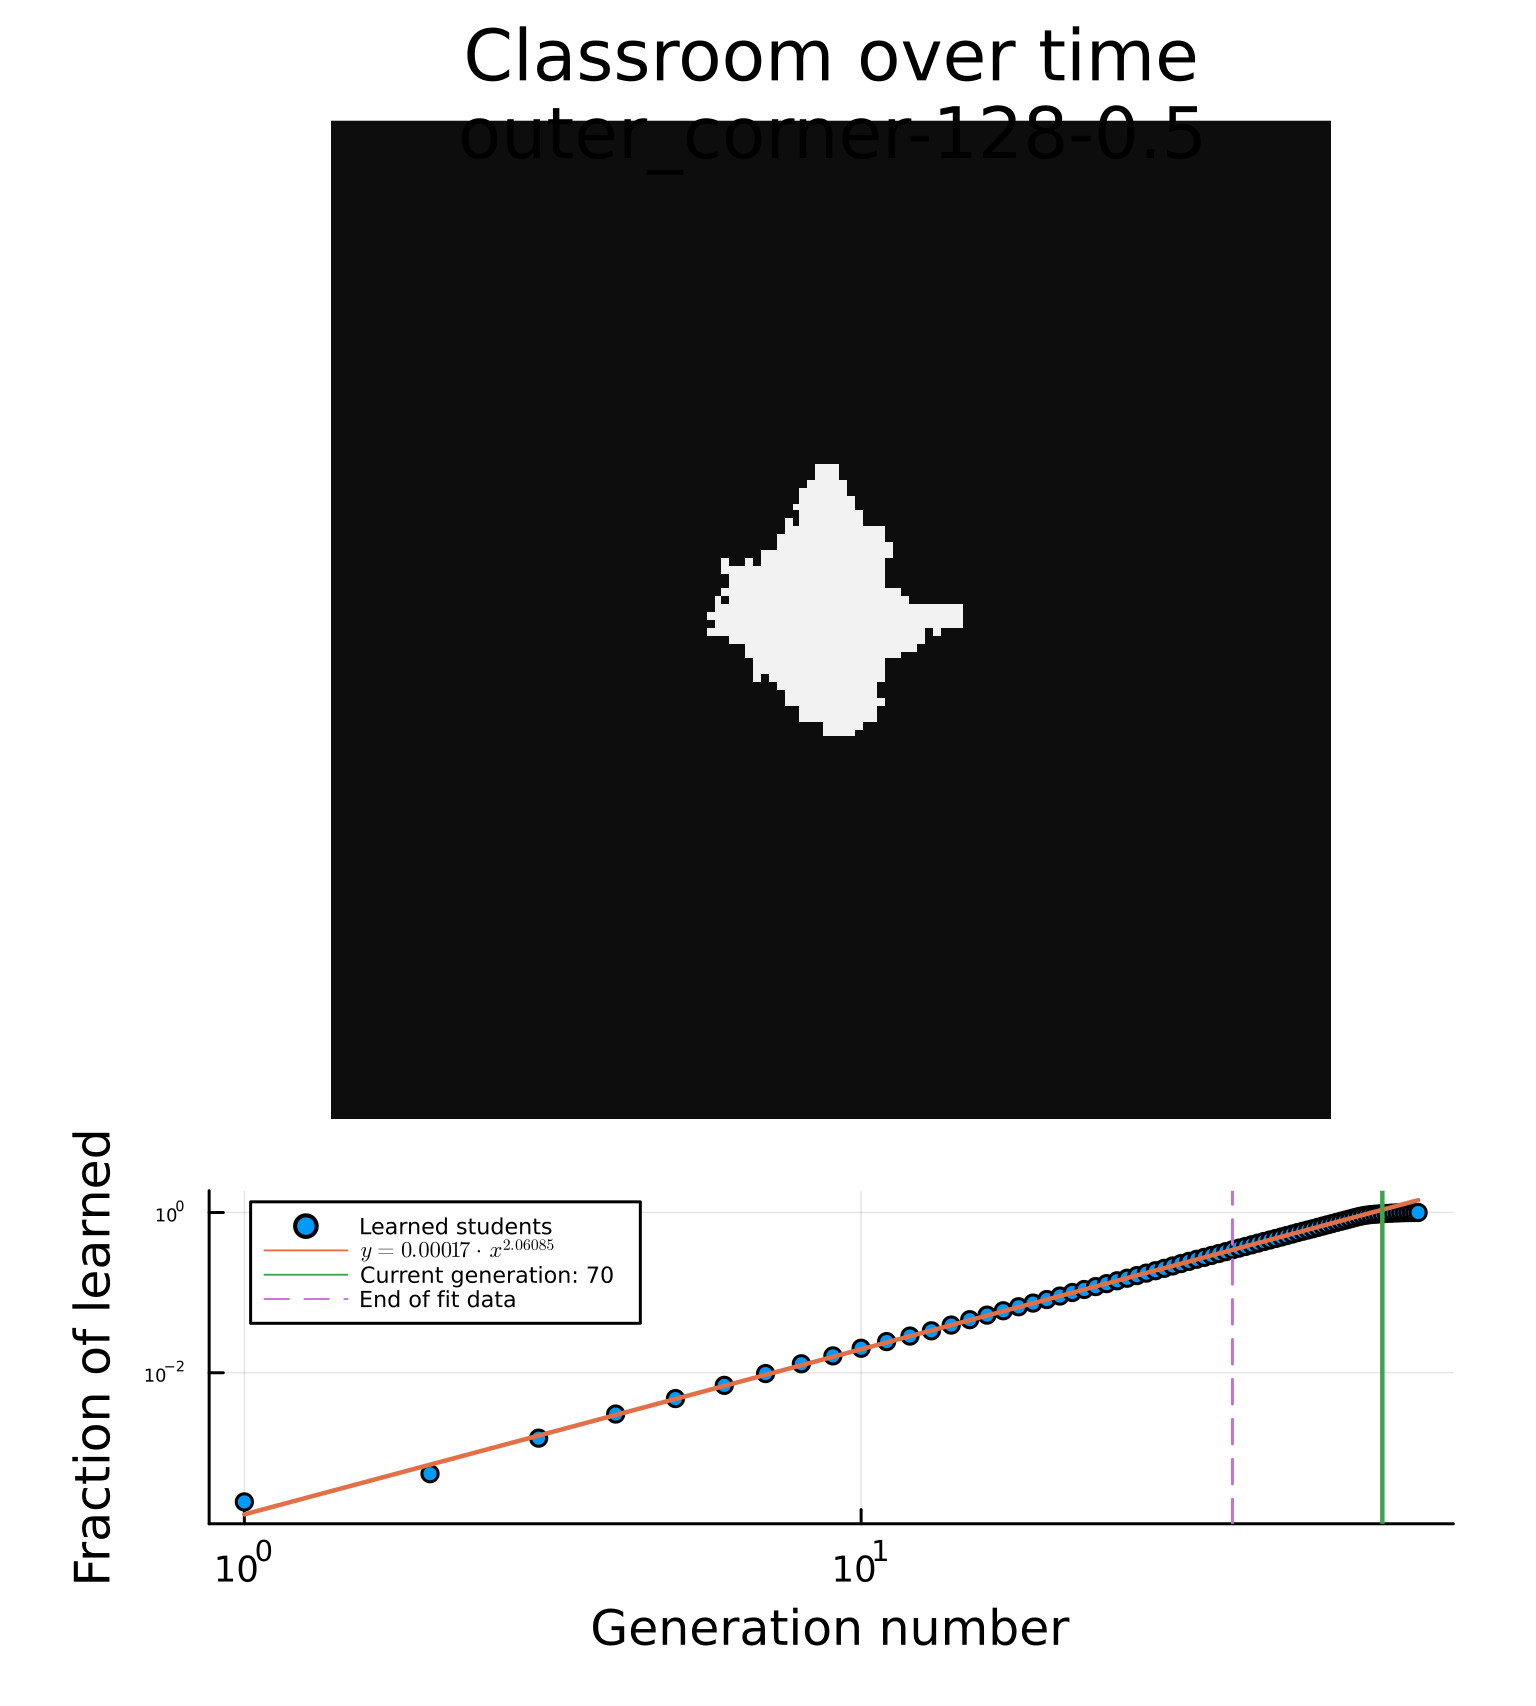 Classroom over time
outer_corner-128-0.5
Fraction of learned
10⁰
10⁻²
Learned students
y = 0.00017 · x^2.06085
Current generation: 70
End of fit data
10⁰
10¹
Generation number